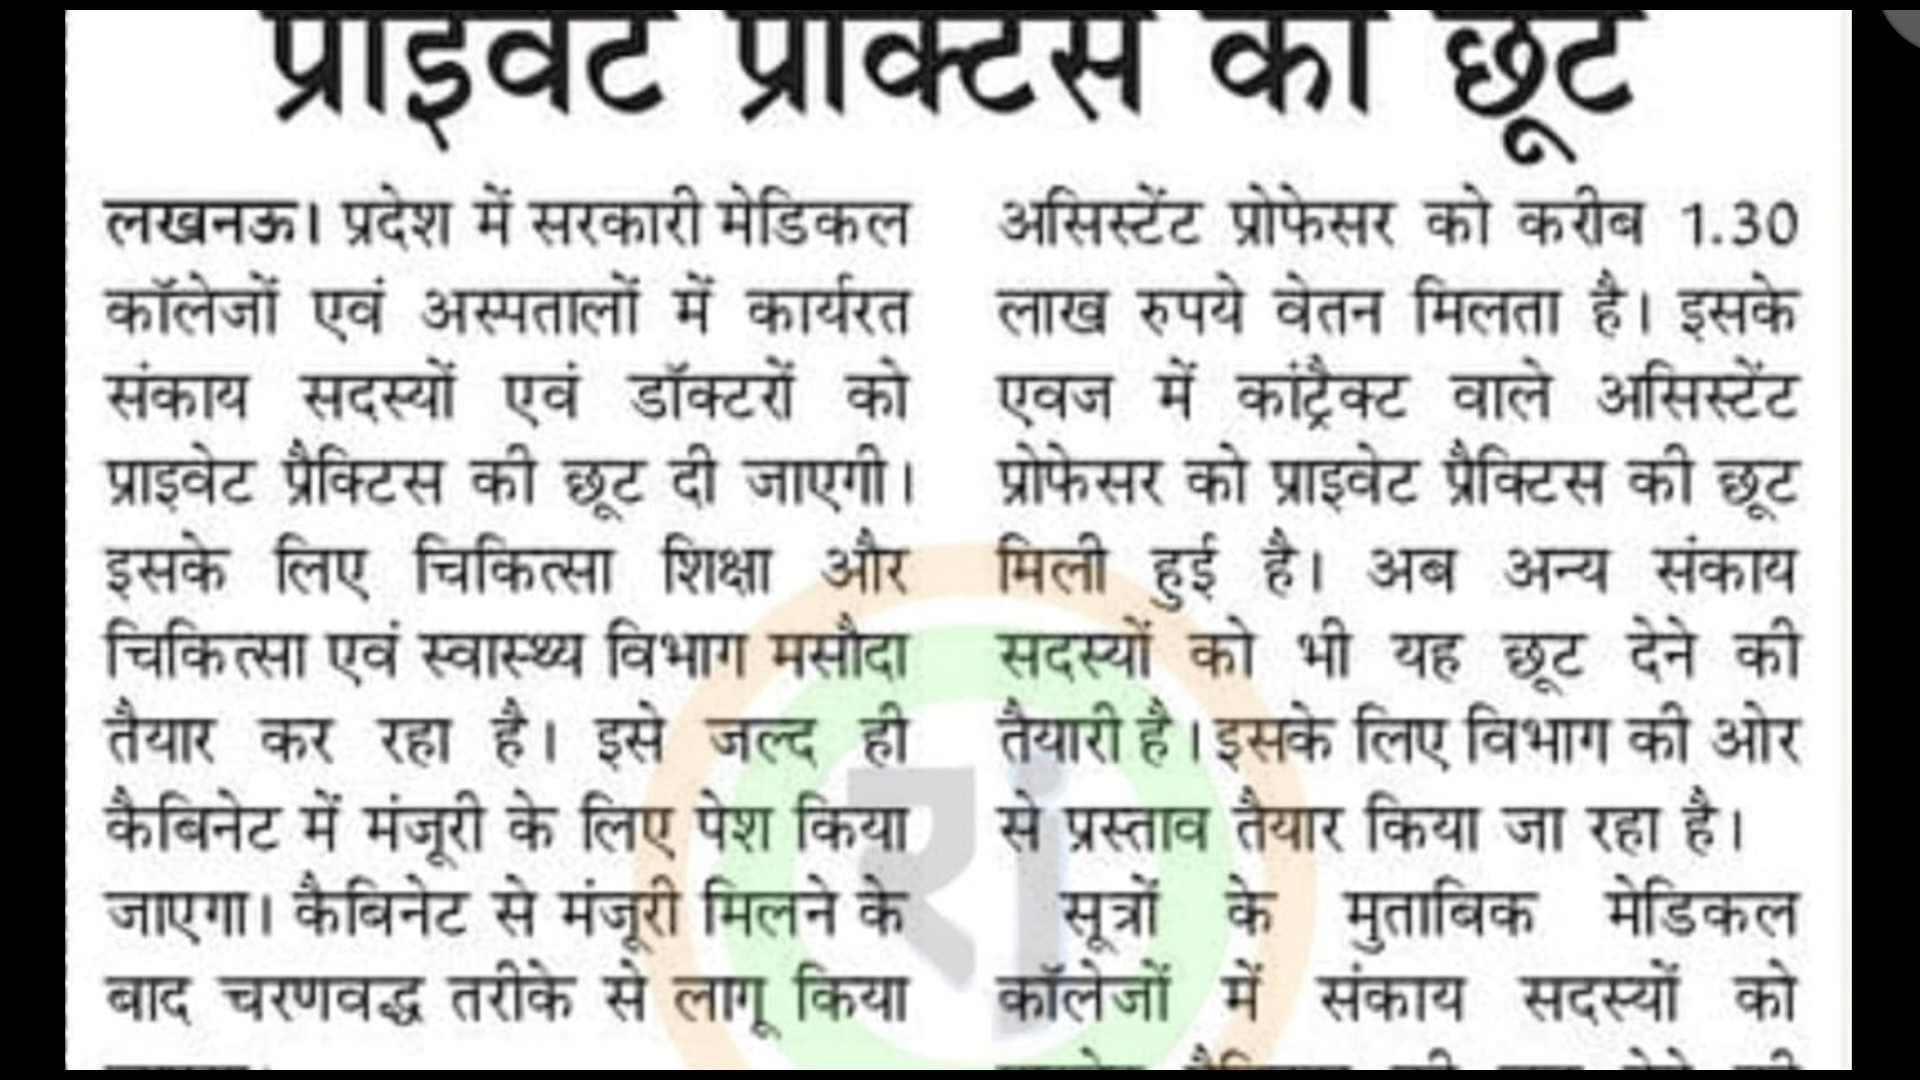 प्राइवेट प्रैक्टिस की छूट
लखनऊ। प्रदेश में सरकारी मेडिकल
कॉलेजों एवं अस्पतालों में कार्यरत
संकाय सदस्यों एवं डॉक्टरों को
प्राइवेट प्रैक्टिस की छूट दी जाएगी।
इसके लिए चिकित्सा शिक्षा और
चिकित्सा एवं स्वास्थ्य विभाग मसौदा
तैयार कर रहा है। इसे जल्द ही
कैबिनेट में मंजूरी के लिए पेश किया
जाएगा। कैबिनेट से मंजूरी मिलने के
बाद चरणवद्ध तरीके से लागू किया
असिस्टेंट प्रोफेसर को करीब 1.30
लाख रुपये वेतन मिलता है। इसके
एवज में कांट्रैक्ट वाले असिस्टेंट
प्रोफेसर को प्राइवेट प्रैक्टिस की छूट
मिली हुई है। अब अन्य संकाय
सदस्यों को भी यह छूट देने की
तैयारी है। इसके लिए विभाग की ओर
से प्रस्ताव तैयार किया जा रहा है।
सूत्रों के मुताबिक मेडिकल
कॉलेजों में संकाय सदस्यों को